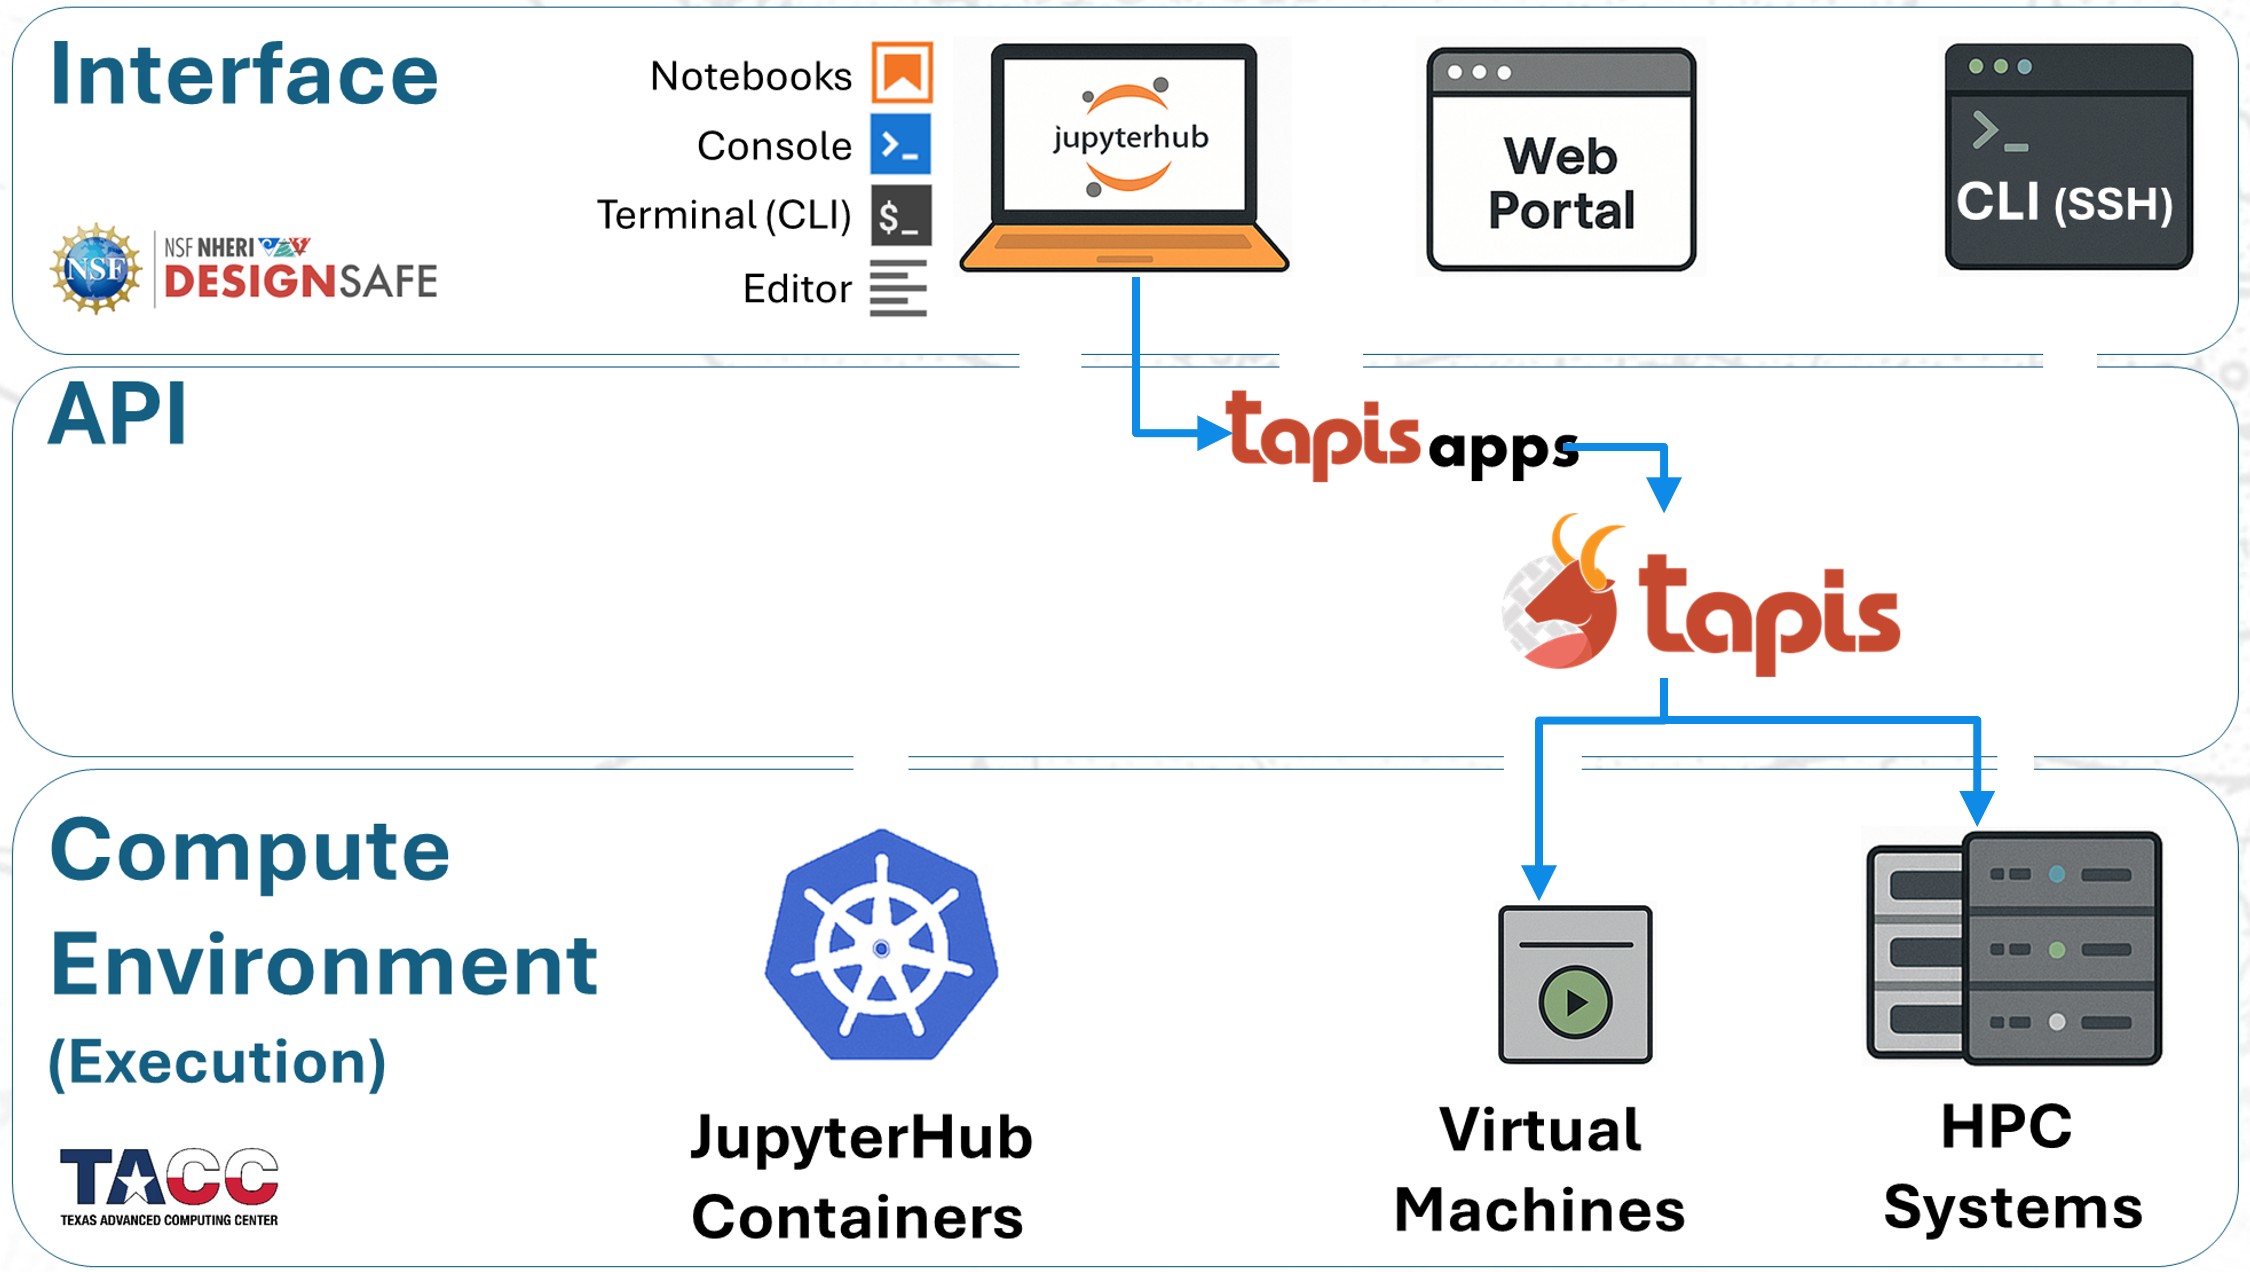 Interface
NSF
NSF NHERI
DESIGNSAFE
Notebooks
Console
Terminal (CLI)
$_
Editor
jupyterhub
Web
Portal
>_
CLI (SSH)
API
tapis apps
tapis
Compute
Environment
(Execution)
TACC
TEXAS ADVANCED COMPUTING CENTER
JupyterHub
Containers
Virtual
Machines
HPC
Systems